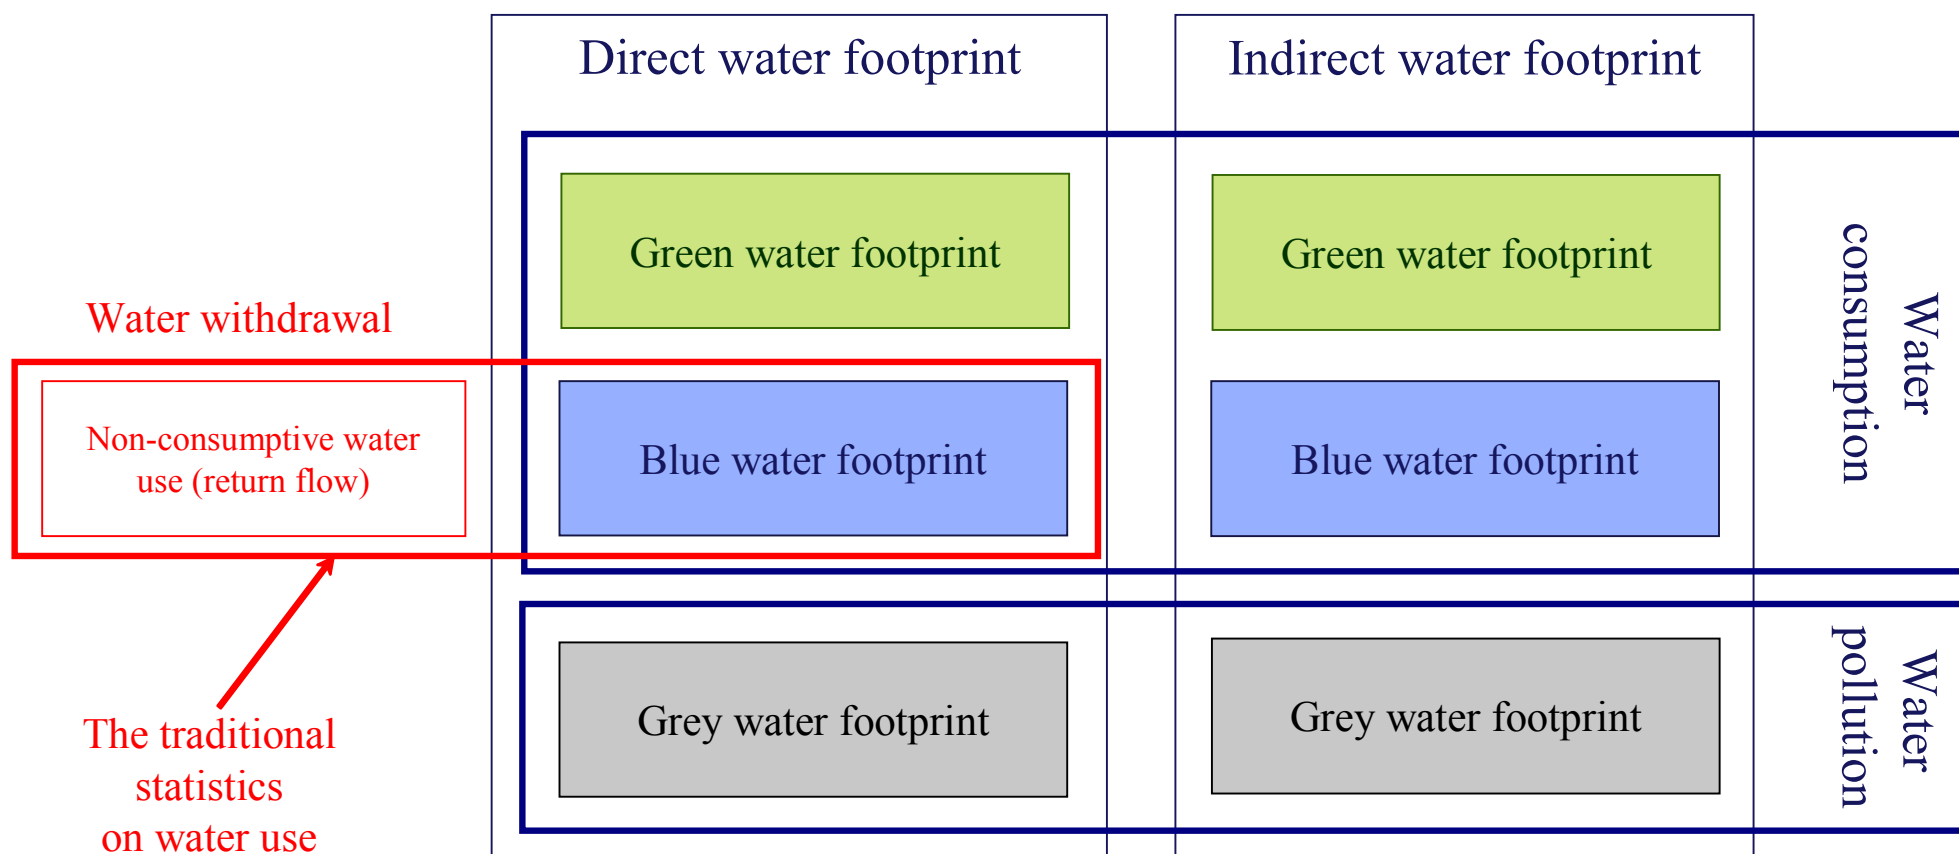 Direct water footprint
Indirect water footprint
Green water footprint
Green water footprint
Water
consumption
Water withdrawal
Non-consumptive water
use (return flow)
Blue water footprint
Blue water footprint
Grey water footprint
Grey water footprint
Water
pollution
The traditional
statistics
on water use